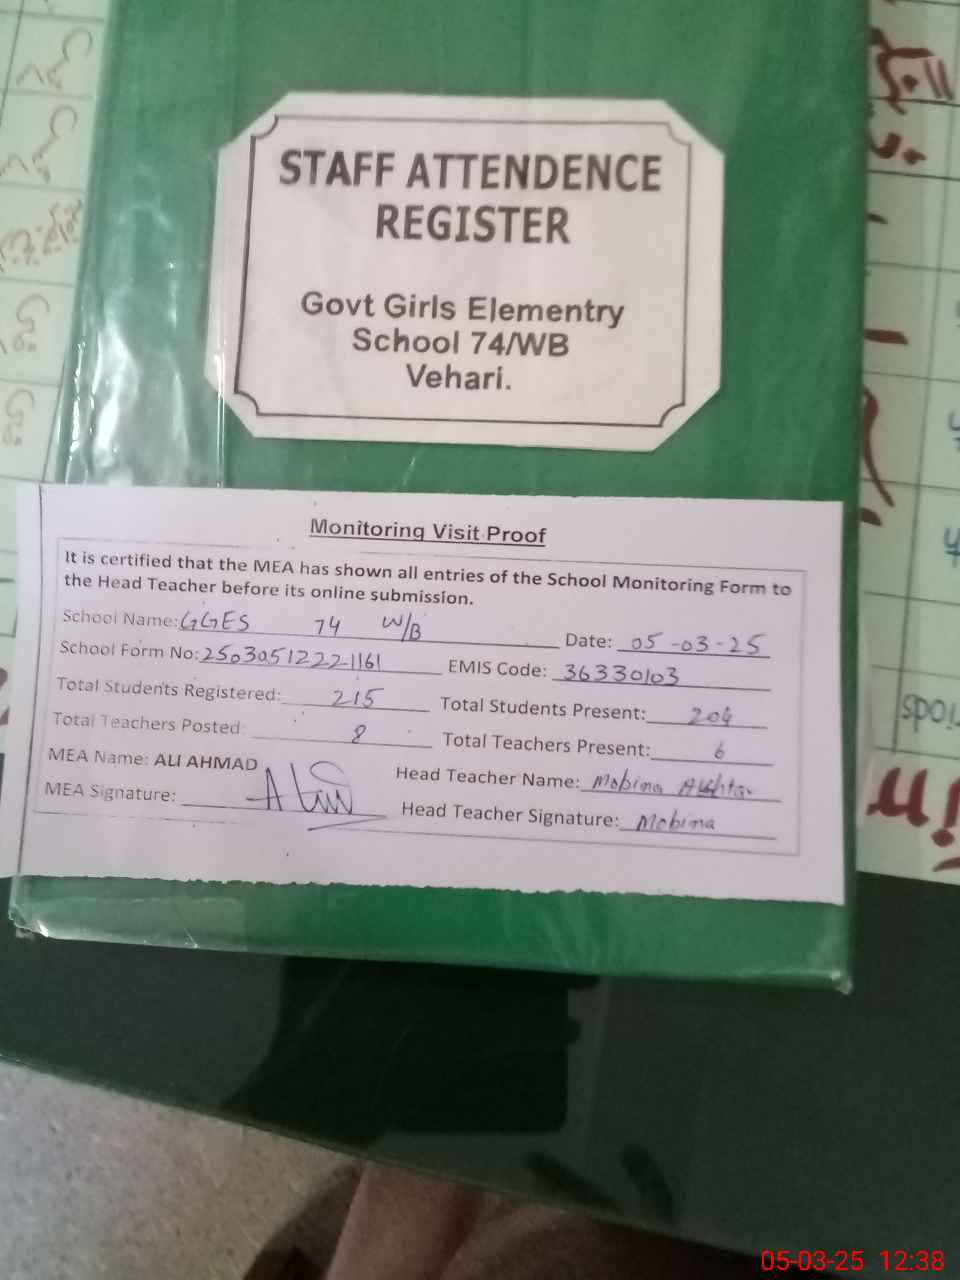 STAFF ATTENDENCE
REGISTER
Govt Girls Elementry
School 74/WB
Vehari.
Monitoring Visit Proof
It is certified that the MEA has shown all entries of the School Monitoring Form to
the Head Teacher before its online submission.
School Name: GGES 74 W/B Date: 05-03-25
School Form No: 2503051222-1161 EMIS Code: 36330103
Total Students Registered: 215 Total Students Present: 204
Total Teachers Posted: 8 Total Teachers Present: 6
MEA Name: ALI AHMAD Head Teacher Name: Mobina Akhtar
MEA Signature: Head Teacher Signature: Mobina
05-03-25 12:38